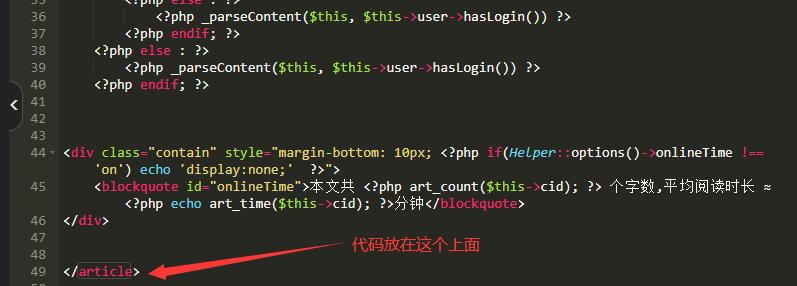 35 <?php else : ?>
36 <?php _parseContent($this, $this->user->hasLogin()) ?>
37 <?php endif; ?>
38 <?php else : ?>
39 <?php _parseContent($this, $this->user->hasLogin()) ?>
40 <?php endif; ?>
41
42
43
44 <div class="contain" style="margin-bottom: 10px; <?php if(Helper::options()->onlineTime !==
'on') echo 'display:none;' ?>">
45 <blockquote id="onlineTime">本文共 <?php art_count($this->cid); ?> 个字数,平均阅读时长 ≈
<?php echo art_time($this->cid); ?>分钟</blockquote>
46 </div>
47
48
代码放在这个上面
49 </article>